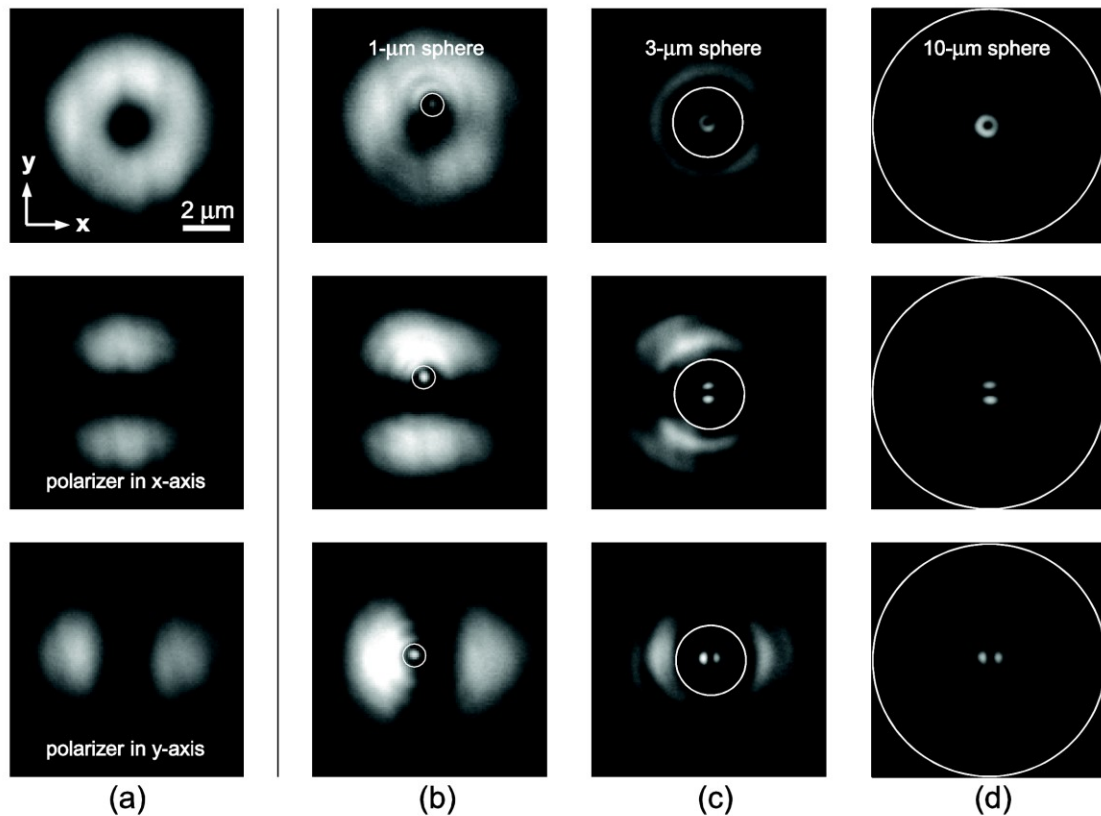 1-μm sphere
3-μm sphere
10-μm sphere
y
x
2 μm
polarizer in x-axis
polarizer in y-axis
(a)
(b)
(c)
(d)